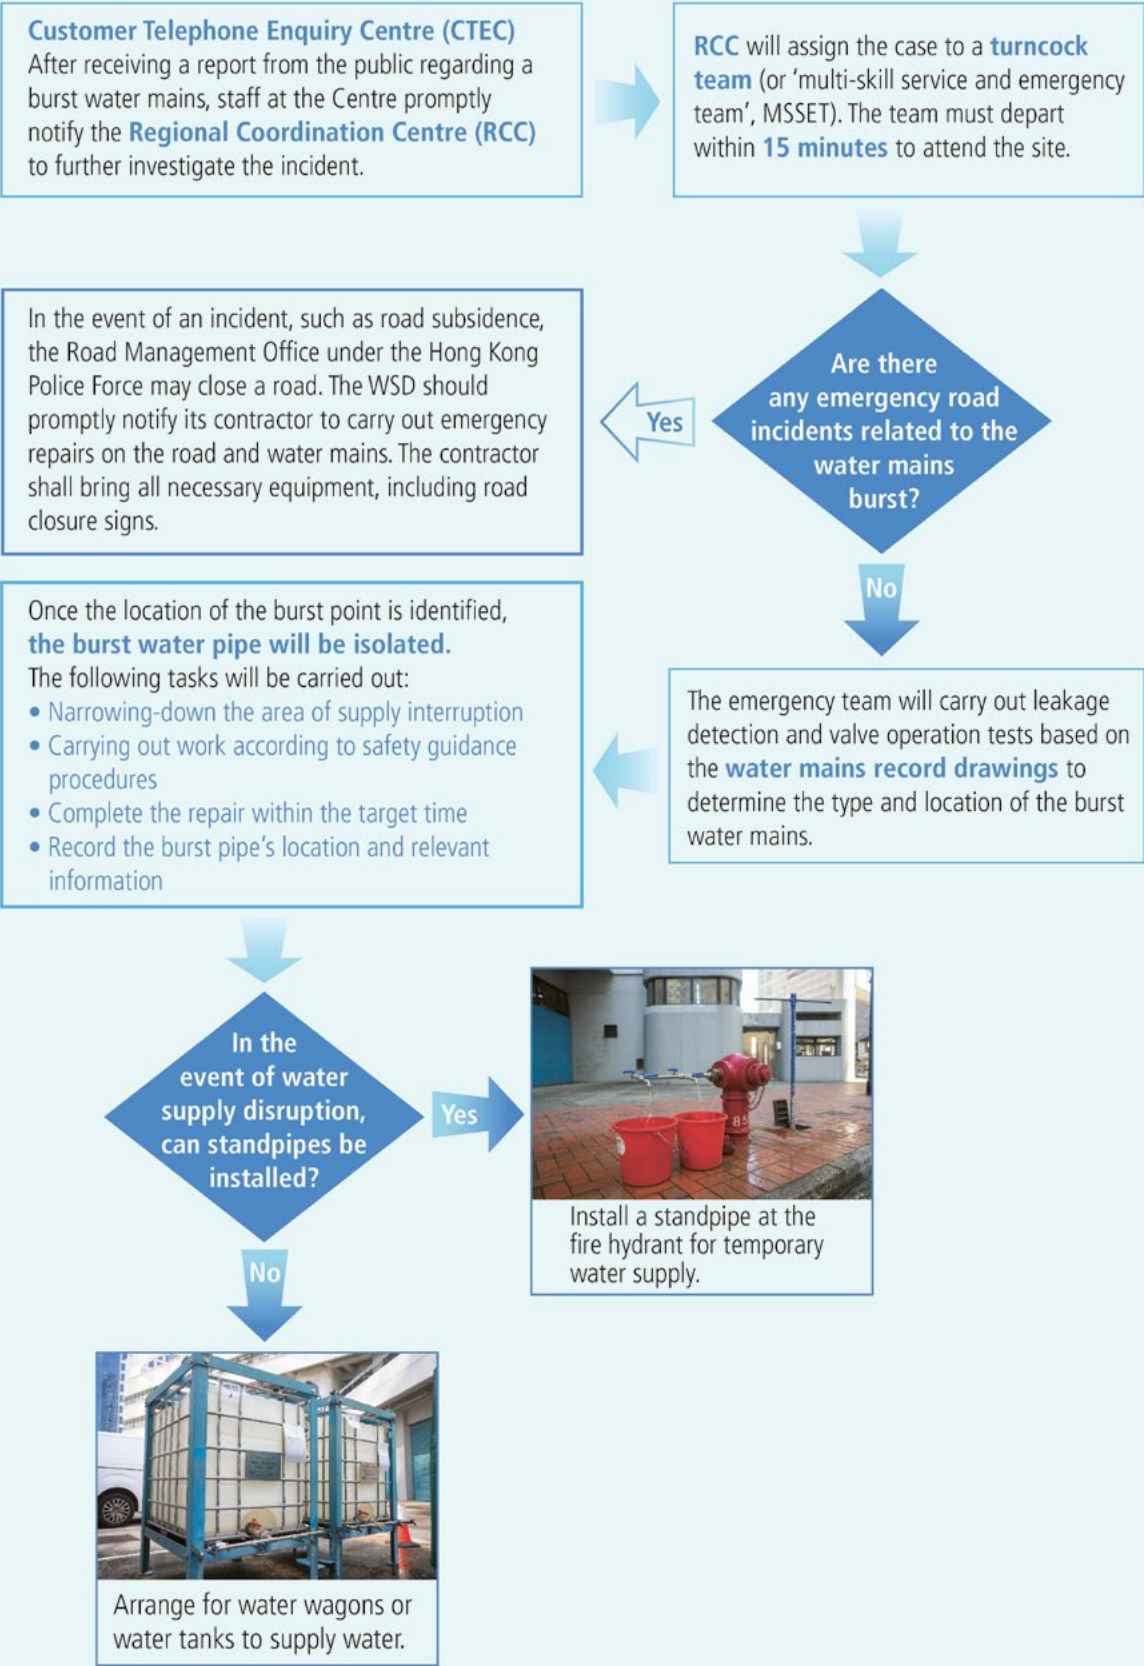 Customer Telephone Enquiry Centre (CTEC)
After receiving a report from the public regarding a
burst water mains, staff at the Centre promptly
notify the Regional Coordination Centre (RCC)
to further investigate the incident.
RCC will assign the case to a turncock
team (or ‘multi-skill service and emergency
team’, MSSET). The team must depart
within 15 minutes to attend the site.
Are there
any emergency road
incidents related to the
water mains
burst?
Yes
In the event of an incident, such as road subsidence,
the Road Management Office under the Hong Kong
Police Force may close a road. The WSD should
promptly notify its contractor to carry out emergency
repairs on the road and water mains. The contractor
shall bring all necessary equipment, including road
closure signs.
No
The emergency team will carry out leakage
detection and valve operation tests based on
the water mains record drawings to
determine the type and location of the burst
water mains.
Once the location of the burst point is identified,
the burst water pipe will be isolated.
The following tasks will be carried out:
• Narrowing-down the area of supply interruption
• Carrying out work according to safety guidance
procedures
• Complete the repair within the target time
• Record the burst pipe’s location and relevant
information
In the
event of water
supply disruption,
can standpipes be
installed?
Yes
Install a standpipe at the
fire hydrant for temporary
water supply.
No
Arrange for water wagons or
water tanks to supply water.